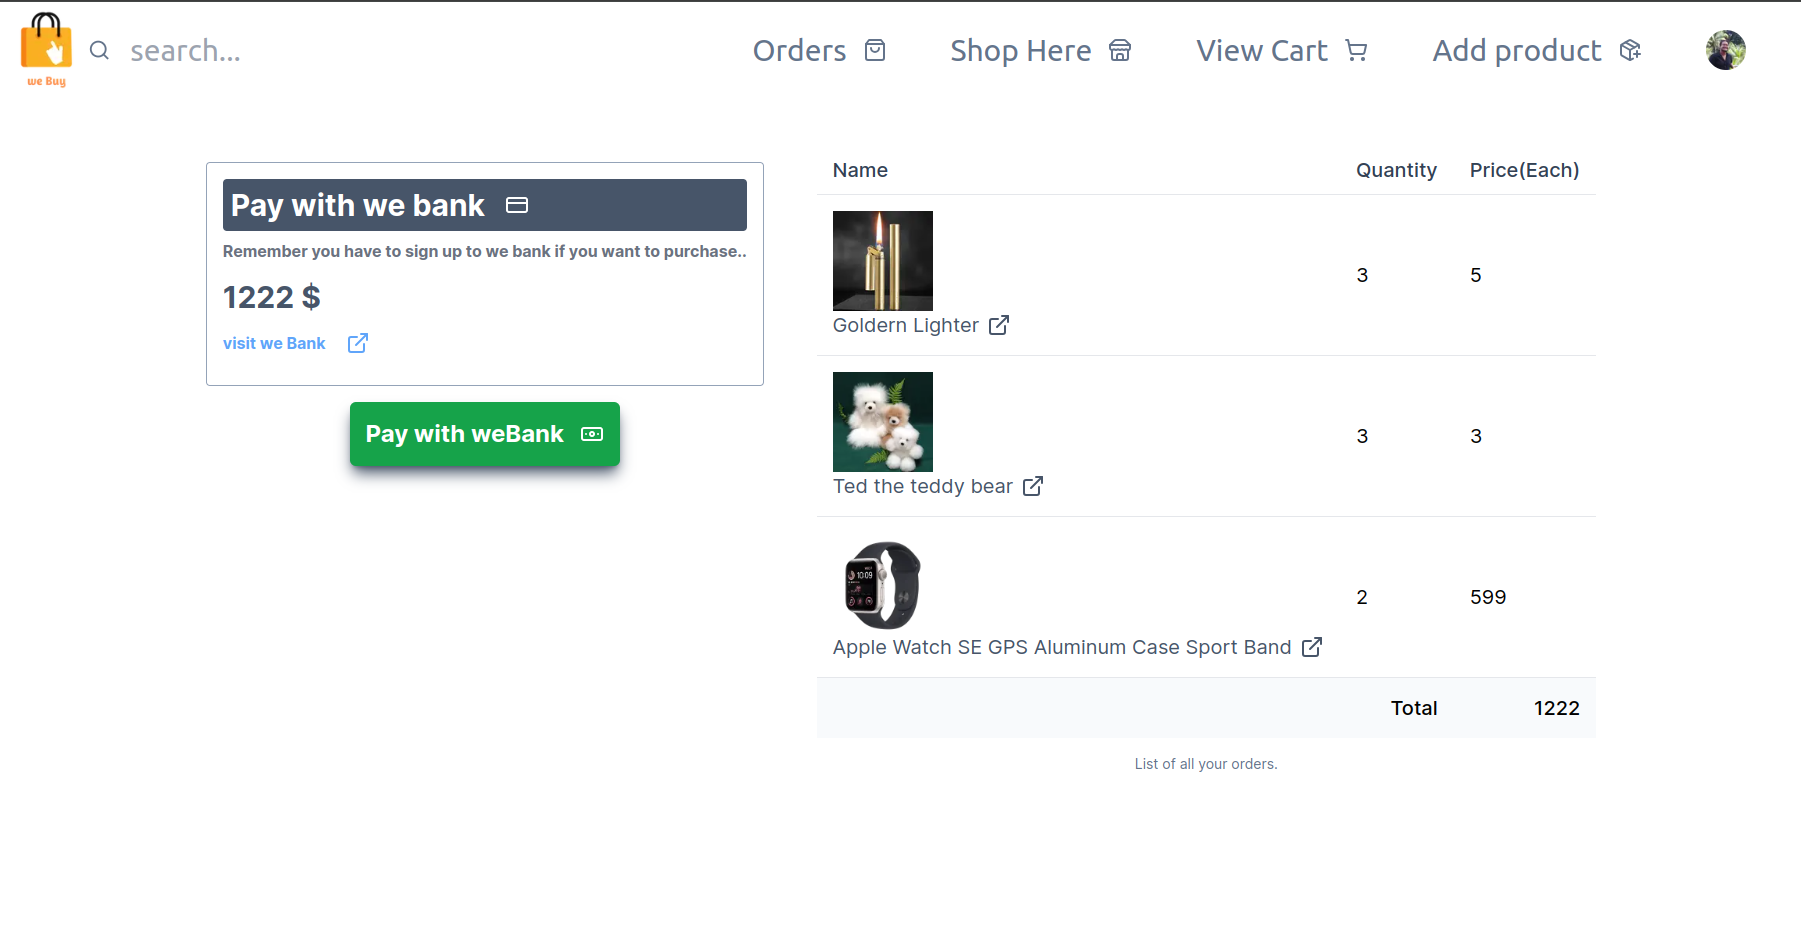 we Buy
search...
Orders
Shop Here
View Cart
Add product
Pay with we bank
Remember you have to sign up to we bank if you want to purchase..
1222 $
visit we Bank
Pay with weBank
Name Quantity Price(Each)
Goldern Lighter 3 5
Ted the teddy bear 3 3
10:09
Apple Watch SE GPS Aluminum Case Sport Band 2 599
Total 1222
List of all your orders.